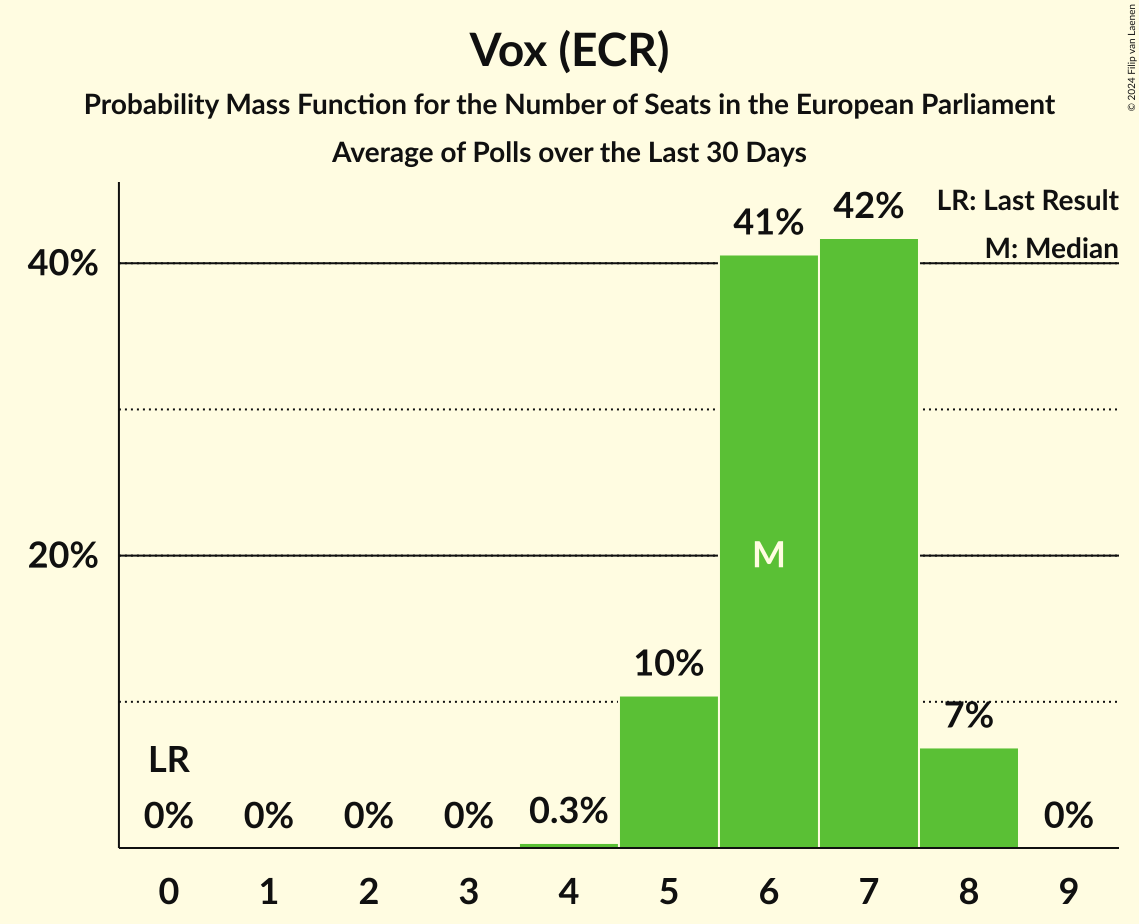 Vox (ECR)
Probability Mass Function for the Number of Seats in the European Parliament
Average of Polls over the Last 30 Days
© 2024 Filip van Laenen
LR: Last Result
M: Median
40%
20%
LR
0%
0%
0%
0%
0.3%
10%
41%
M
42%
7%
0%
0
1
2
3
4
5
6
7
8
9